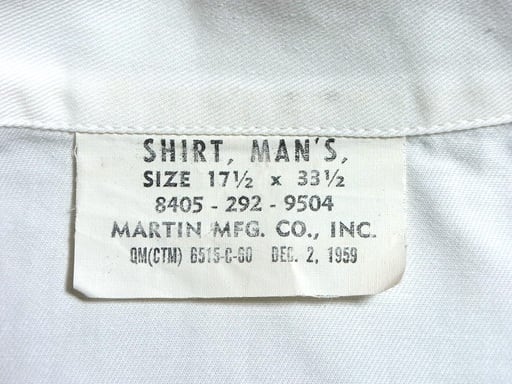 SHIRT, MAN'S,
SIZE 17½ x 33½
8405 - 292 - 9504
MARTIN MFG. CO., INC.
QM(CTM) 6515-C-60 DEC. 2, 1959